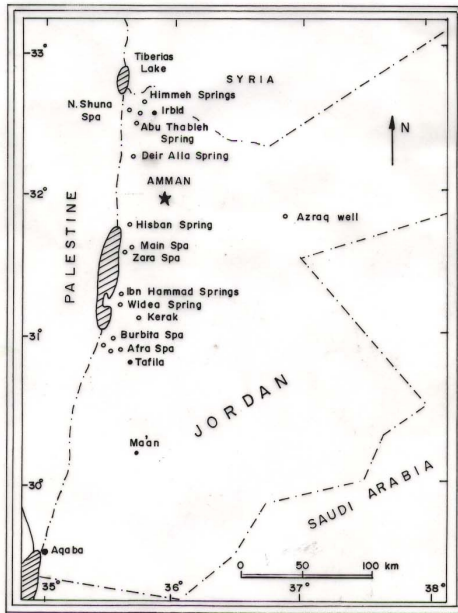 33°
Tiberias
Lake
SYRIA
Himmeh Springs
N.Shuna
Spa
Irbid
Abu Thableh
Spring
N
Deir Alla Spring
32°
AMMAN
PALESTINE
Azraq well
Hisban Spring
Main Spa
Zara Spa
Ibn Hammad Springs
Widea Spring
31°
Kerak
Burbita Spa
Afra Spa
Tafila
JORDAN
Ma'an
30°
SAUDI ARABIA
Aqaba
0 50 100
km
35° 36° 37° 38°